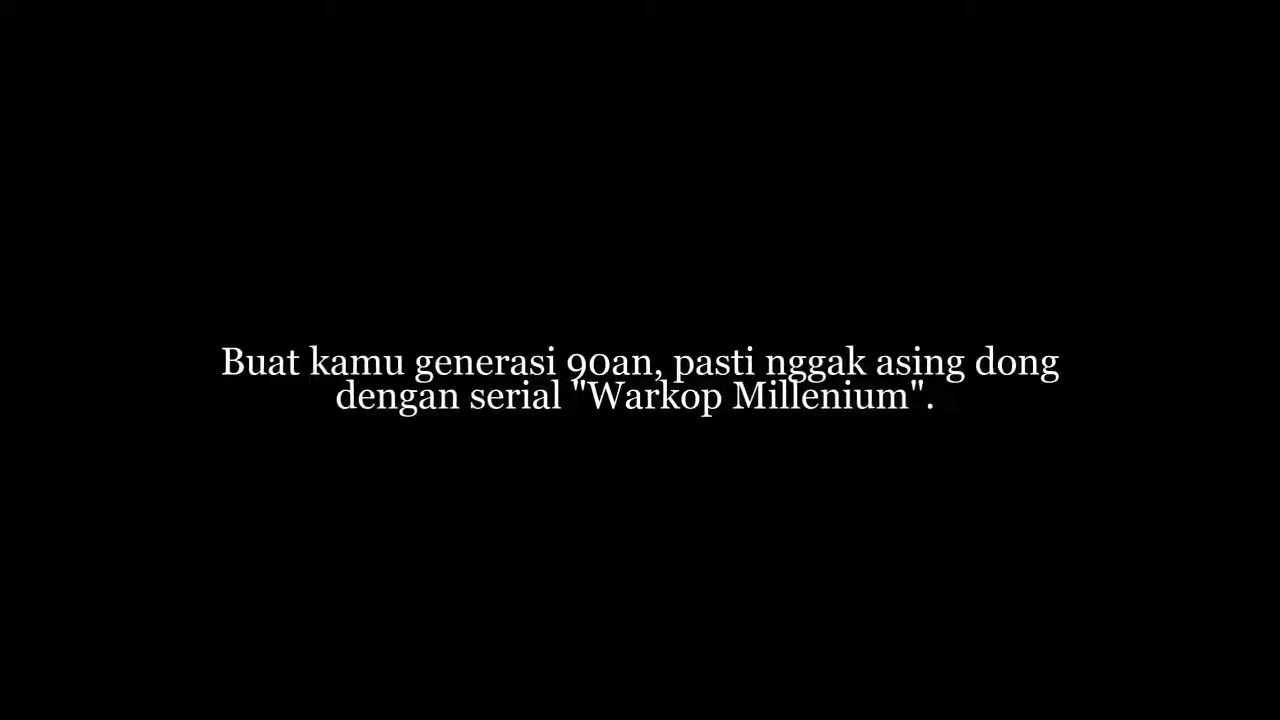 Buat kamu generasi 90an, pasti nggak asing dong
dengan serial "Warkop Millenium".